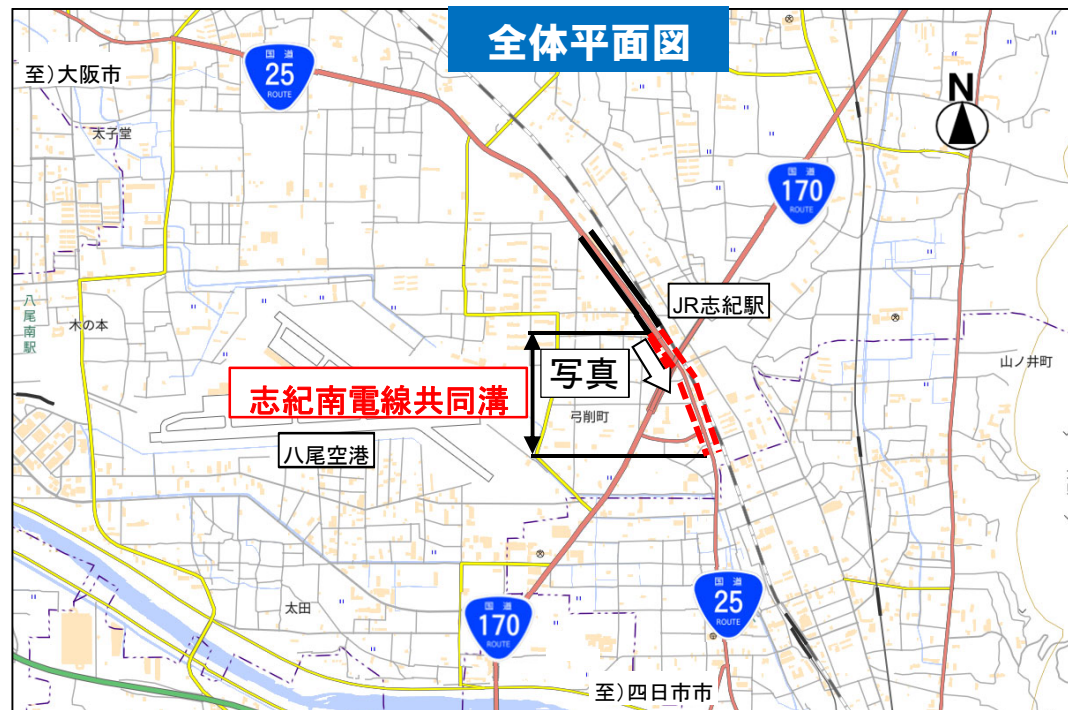 全体平面図
国道
25
ROUTE
至)大阪市
太子堂
N
国道
170
ROUTE
JR志紀駅
八尾南駅
木の本
写真
山ノ井町
志紀南電線共同溝
弓削町
八尾空港
国道
25
ROUTE
太田
国道
170
ROUTE
至)四日市市